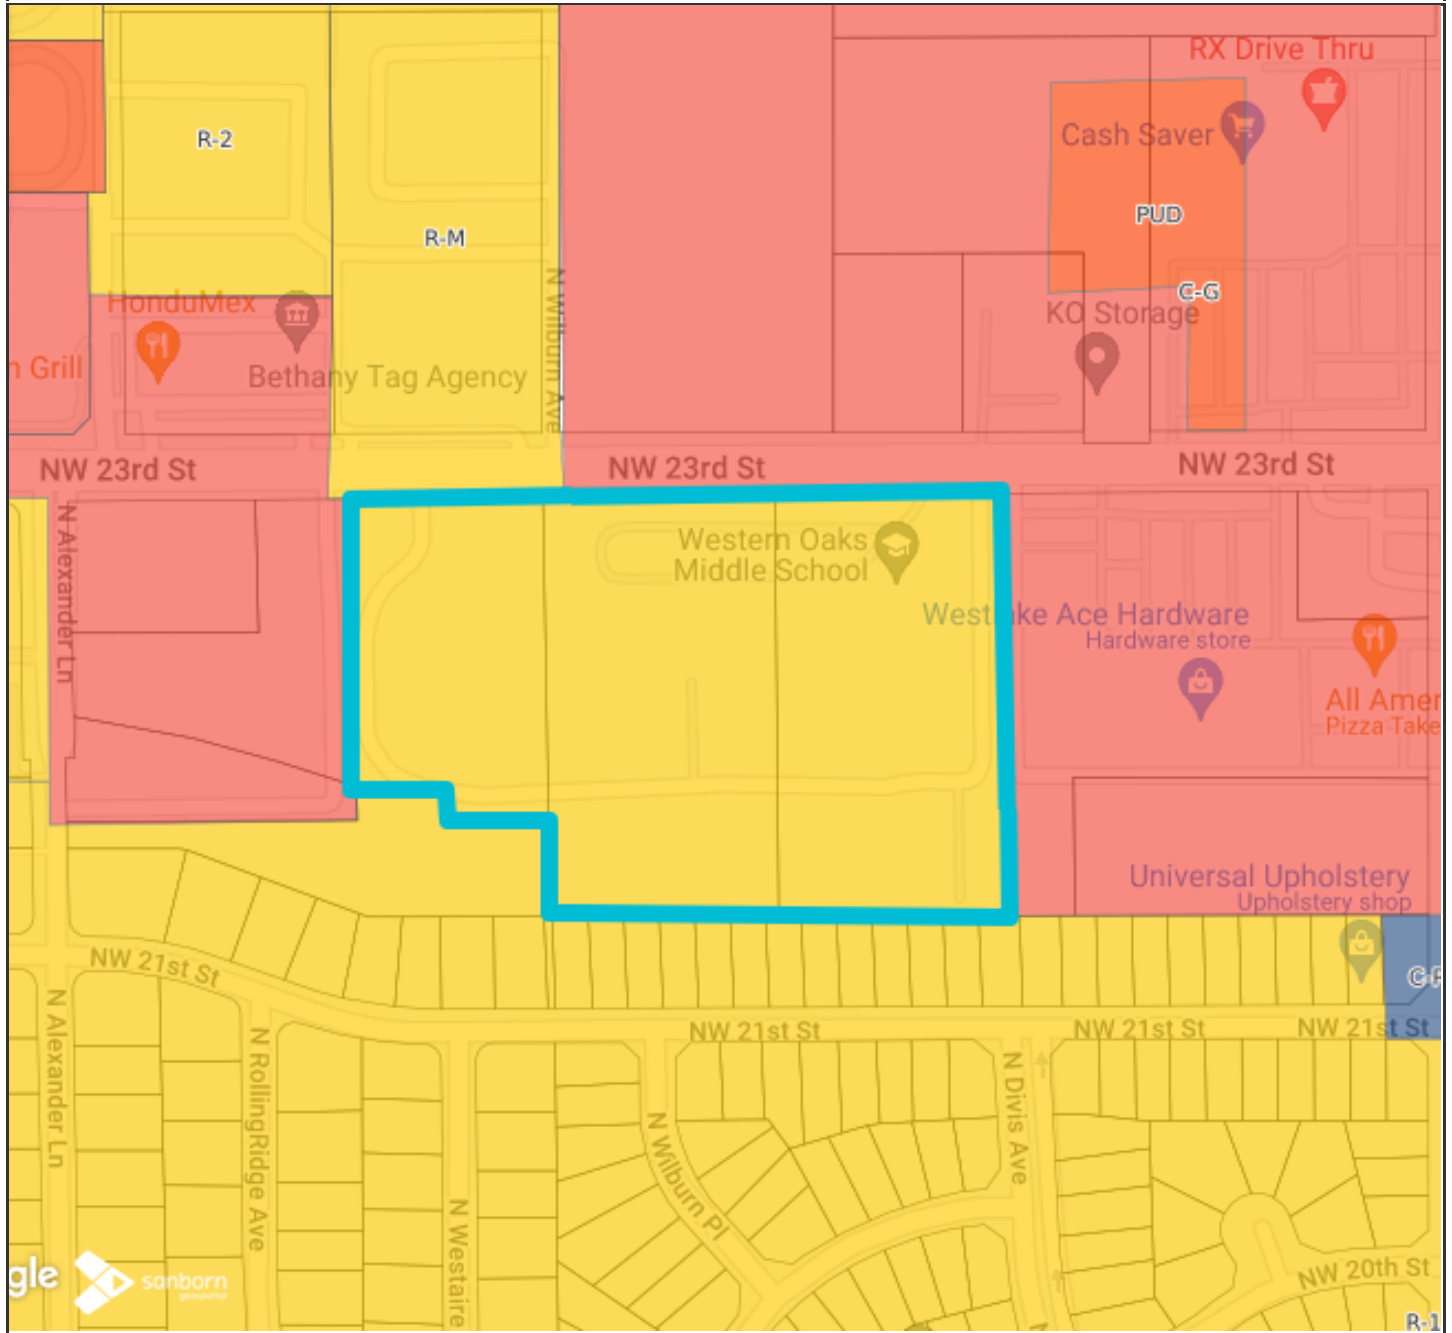 RX Drive Thru
Cash Saver
R-2
PUD
R-M
C-G
HonduMex
KO Storage
n Grill
Bethany Tag Agency
N Wilburn Ave
NW 23rd St
NW 23rd St
NW 23rd St
N Alexander Ln
Western Oaks
Middle School
Westlake Ace Hardware
Hardware store
All Amer
Pizza Take
Universal Upholstery
Upholstery shop
C-
NW 21st St
NW 21st St
NW 21st St
NW 21st St
N Alexander Ln
N RollingRidge Ave
N Westaire
N Wilburn Pl
N Divis Ave
N
NW 20th St
gle
sanborn
geospatial
R-1